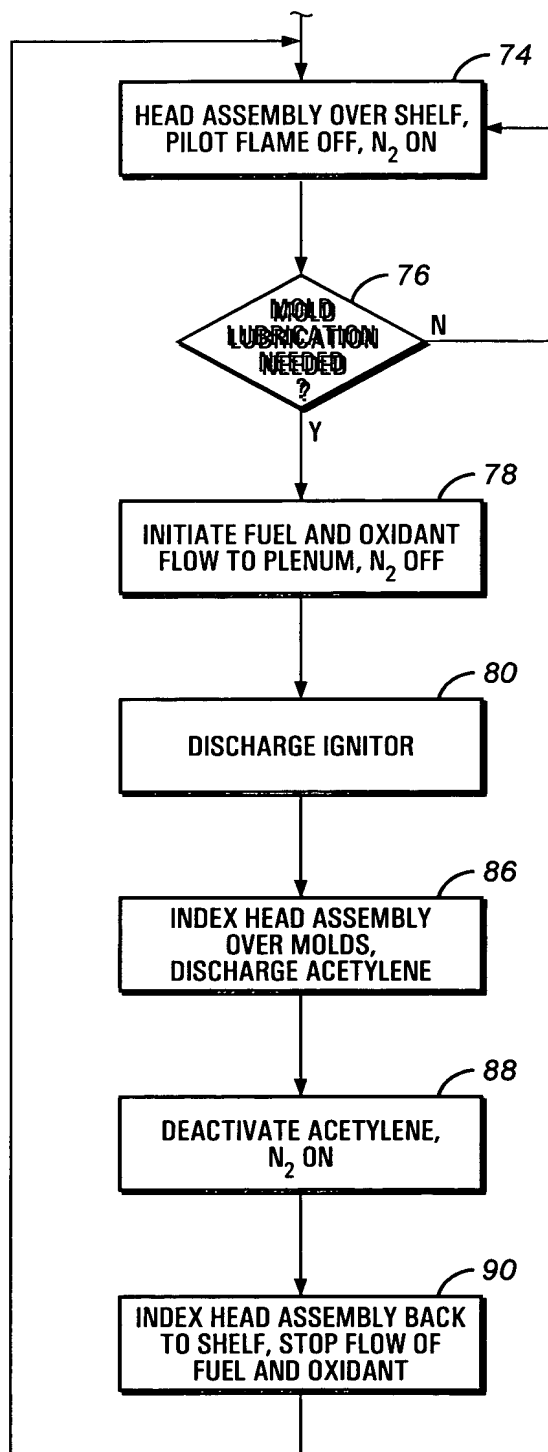 74
HEAD ASSEMBLY OVER SHELF,
PILOT FLAME OFF, N₂ ON
76
MOLD
LUBRICATION
NEEDED
?
N
Y
78
INITIATE FUEL AND OXIDANT
FLOW TO PLENUM, N₂ OFF
80
DISCHARGE IGNITOR
86
INDEX HEAD ASSEMBLY
OVER MOLDS,
DISCHARGE ACETYLENE
88
DEACTIVATE ACETYLENE,
N₂ ON
90
INDEX HEAD ASSEMBLY BACK
TO SHELF, STOP FLOW OF
FUEL AND OXIDANT